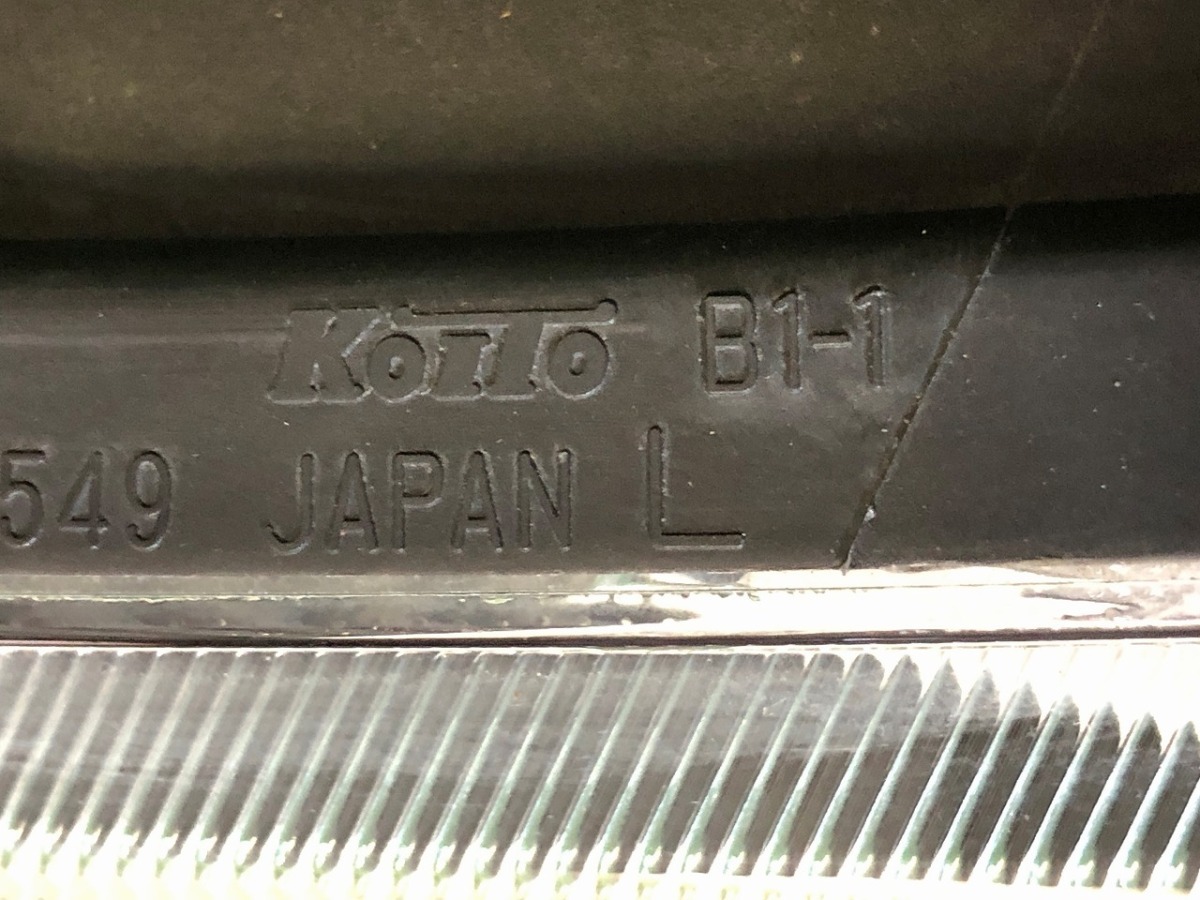 KOITO B1-1
549 JAPAN L